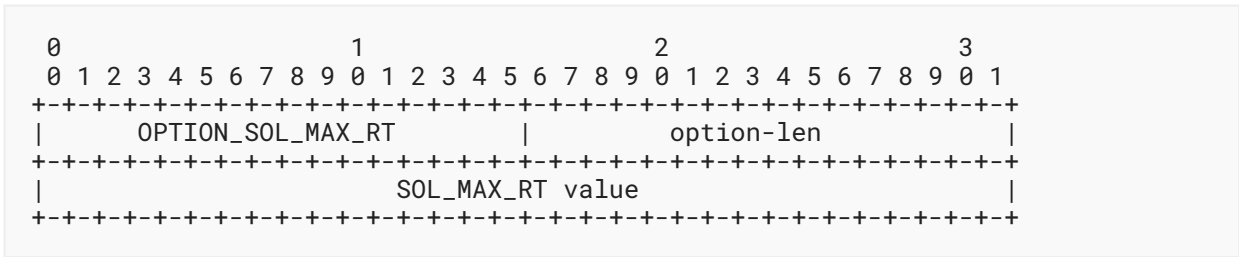 0                   1                   2                   3
 0 1 2 3 4 5 6 7 8 9 0 1 2 3 4 5 6 7 8 9 0 1 2 3 4 5 6 7 8 9 0 1
+-+-+-+-+-+-+-+-+-+-+-+-+-+-+-+-+-+-+-+-+-+-+-+-+-+-+-+-+-+-+-+-+
|      OPTION_SOL_MAX_RT        |         option-len            |
+-+-+-+-+-+-+-+-+-+-+-+-+-+-+-+-+-+-+-+-+-+-+-+-+-+-+-+-+-+-+-+-+
|                       SOL_MAX_RT value                        |
+-+-+-+-+-+-+-+-+-+-+-+-+-+-+-+-+-+-+-+-+-+-+-+-+-+-+-+-+-+-+-+-+